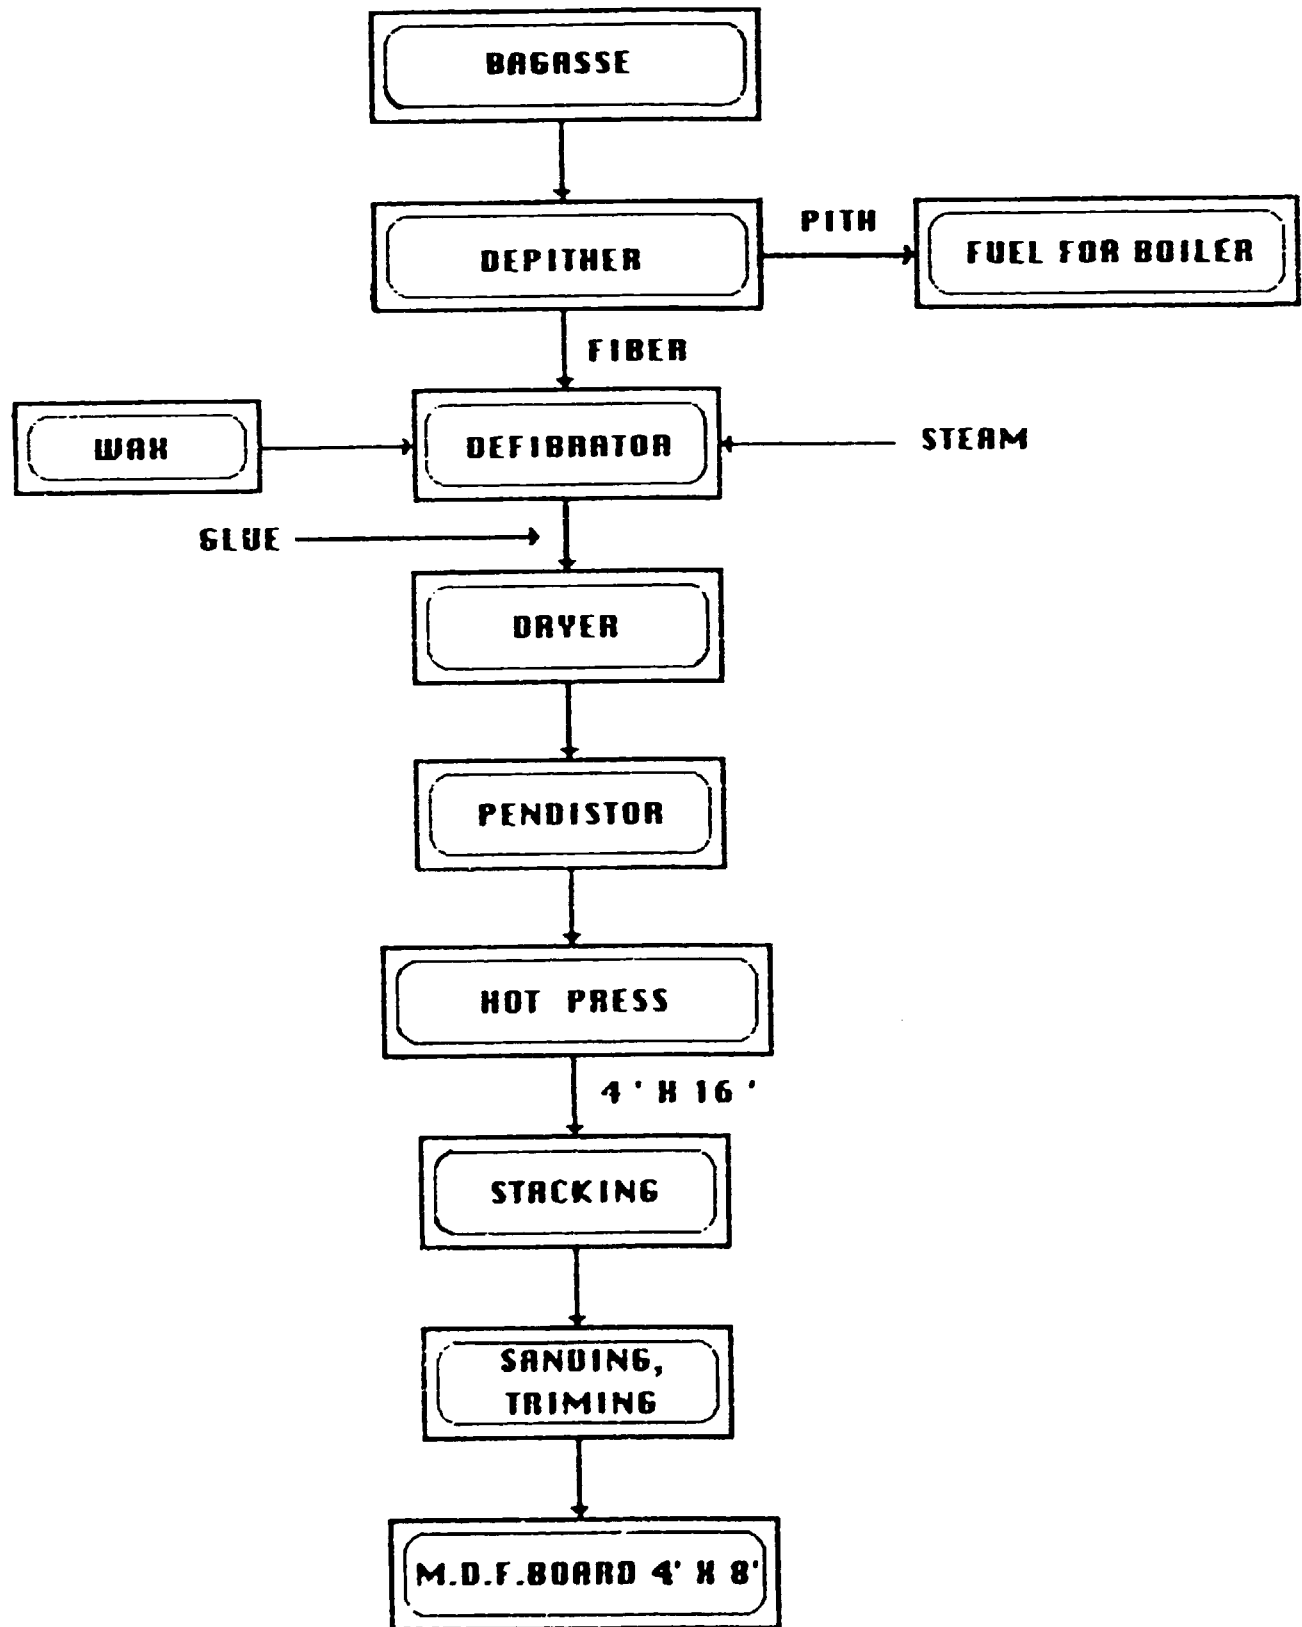 BAGASSE
PITH
DEPITHER
FUEL FOR BOILER
FIBER
WAX
DEFIBRATOR
STEAM
GLUE
DRYER
PENDISTOR
HOT PRESS
4' X 16'
STACKING
SANDING,
TRIMING
M.D.F.BOARD 4' X 8'